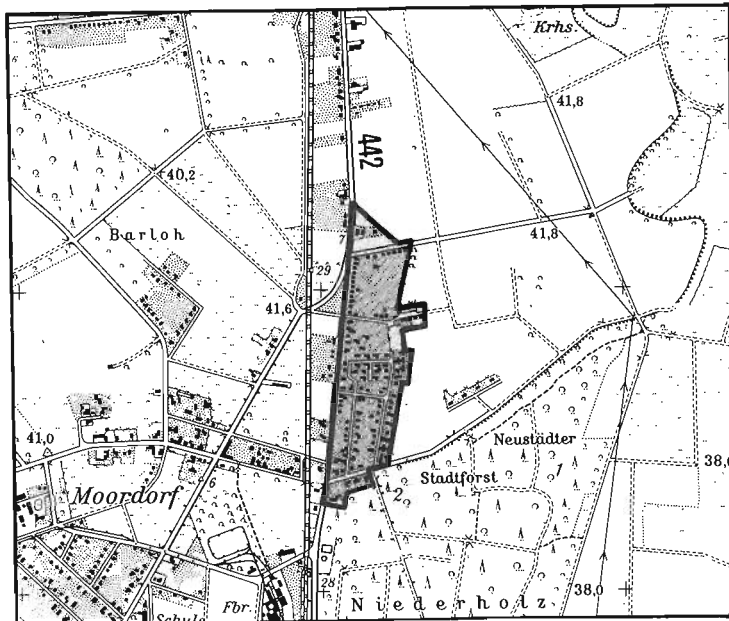 Krhs.
41,8
442
40,2
Barloh
7
41,8
29
41,6
41,0
Neustädter
38,0
Stadtforst
1
Moordorf
6
2
28
38,0
Fbr.
Niederholz